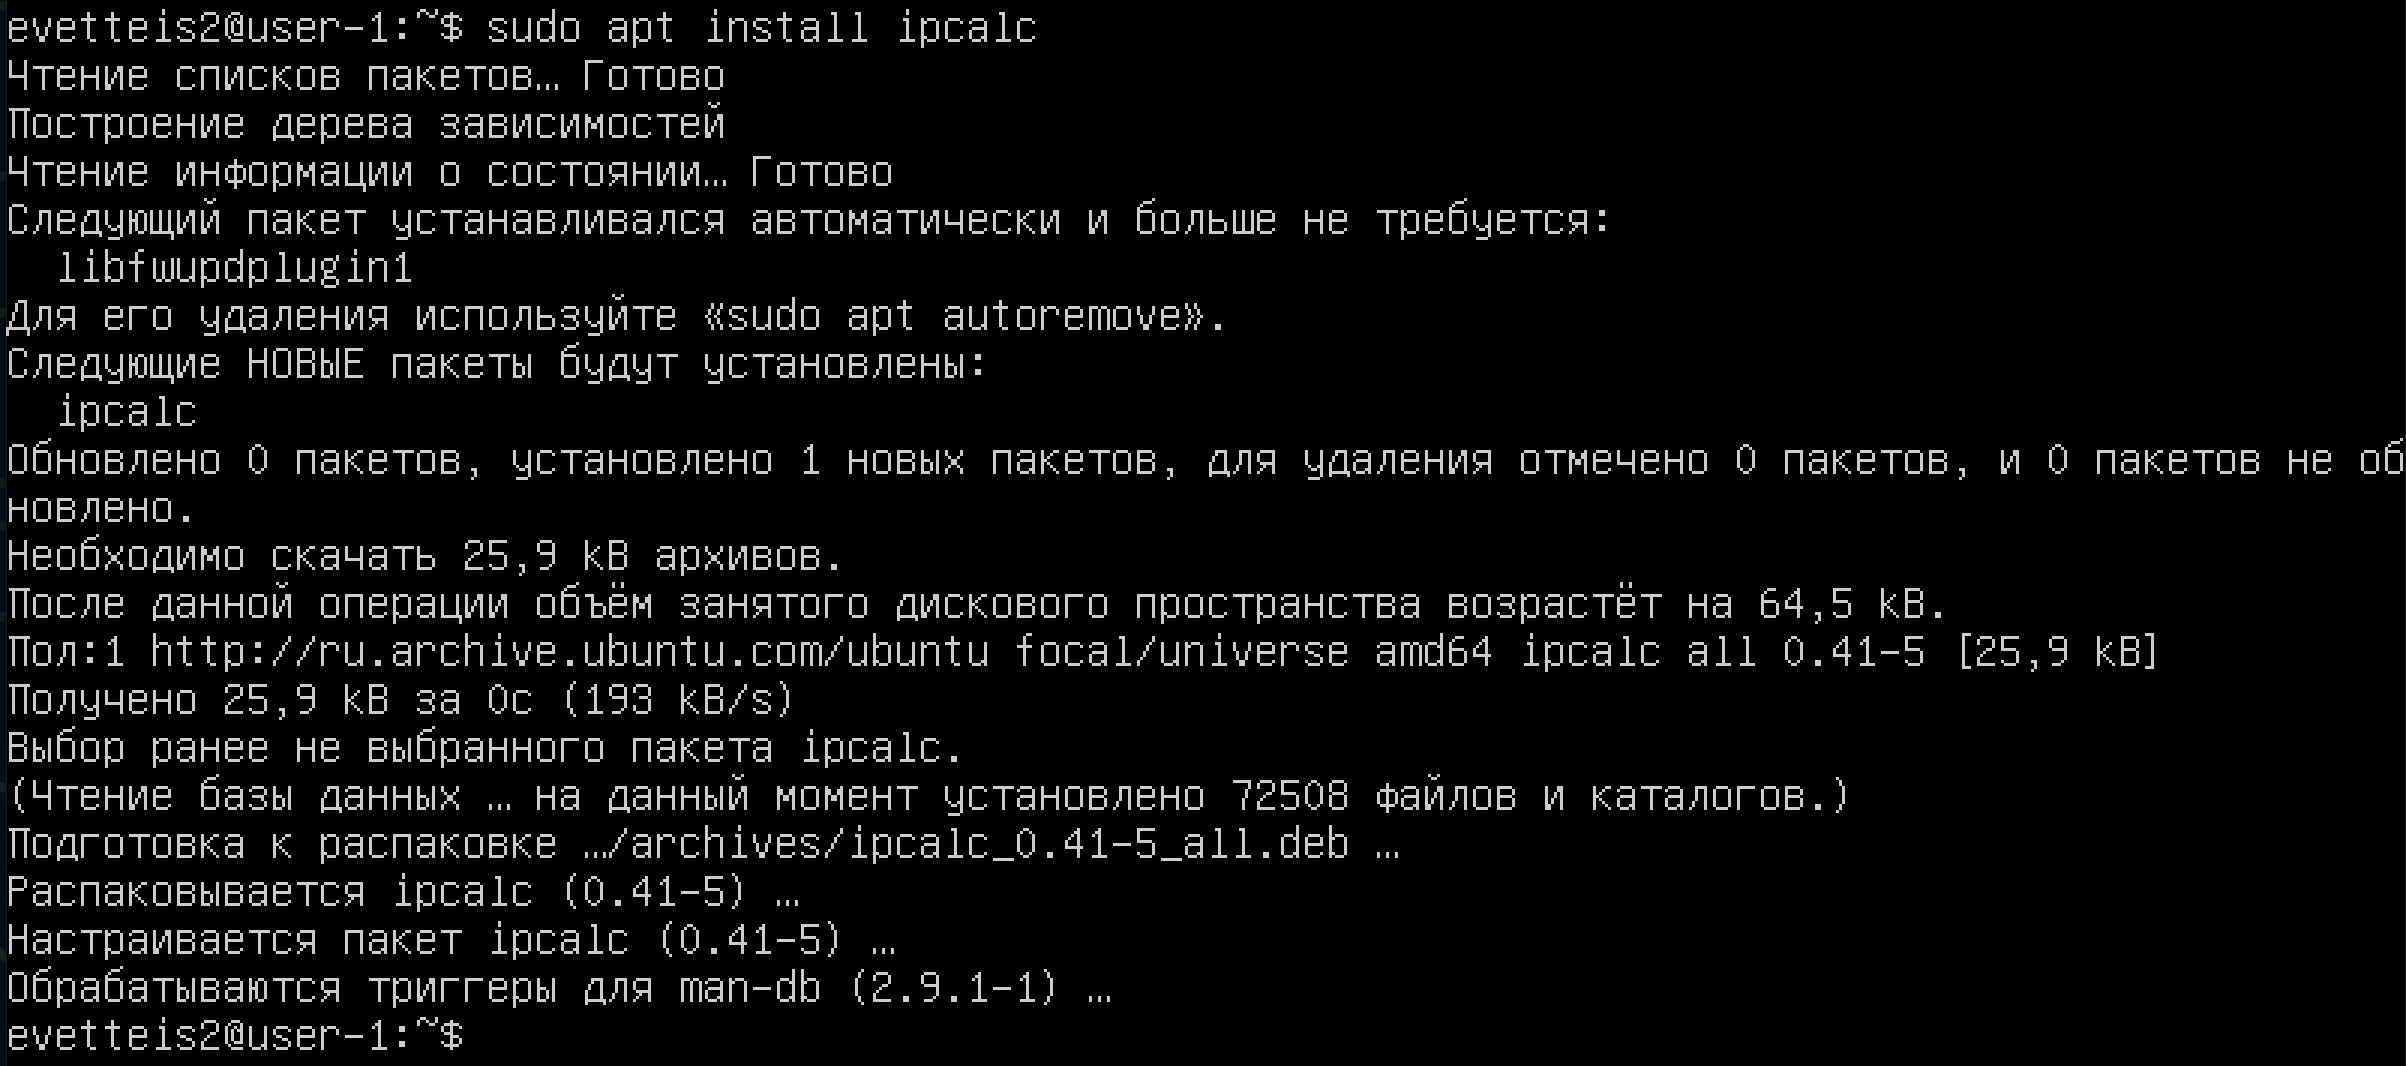 evetteis2@user-1:~$ sudo apt install ipcalc
Чтение списков пакетов… Готово
Построение дерева зависимостей
Чтение информации о состоянии… Готово
Следующий пакет устанавливался автоматически и больше не требуется:
  libfwupdplugin1
Для его удаления используйте «sudo apt autoremove».
Следующие НОВЫЕ пакеты будут установлены:
  ipcalc
Обновлено 0 пакетов, установлено 1 новых пакетов, для удаления отмечено 0 пакетов, и 0 пакетов не об
новлено.
Необходимо скачать 25,9 kB архивов.
После данной операции объём занятого дискового пространства возрастёт на 64,5 kB.
Пол:1 http://ru.archive.ubuntu.com/ubuntu focal/universe amd64 ipcalc all 0.41-5 [25,9 kB]
Получено 25,9 kB за 0с (193 kB/s)
Выбор ранее не выбранного пакета ipcalc.
(Чтение базы данных … на данный момент установлено 72508 файлов и каталогов.)
Подготовка к распаковке …/archives/ipcalc_0.41-5_all.deb …
Распаковывается ipcalc (0.41-5) …
Настраивается пакет ipcalc (0.41-5) …
Обрабатываются триггеры для man-db (2.9.1-1) …
evetteis2@user-1:~$